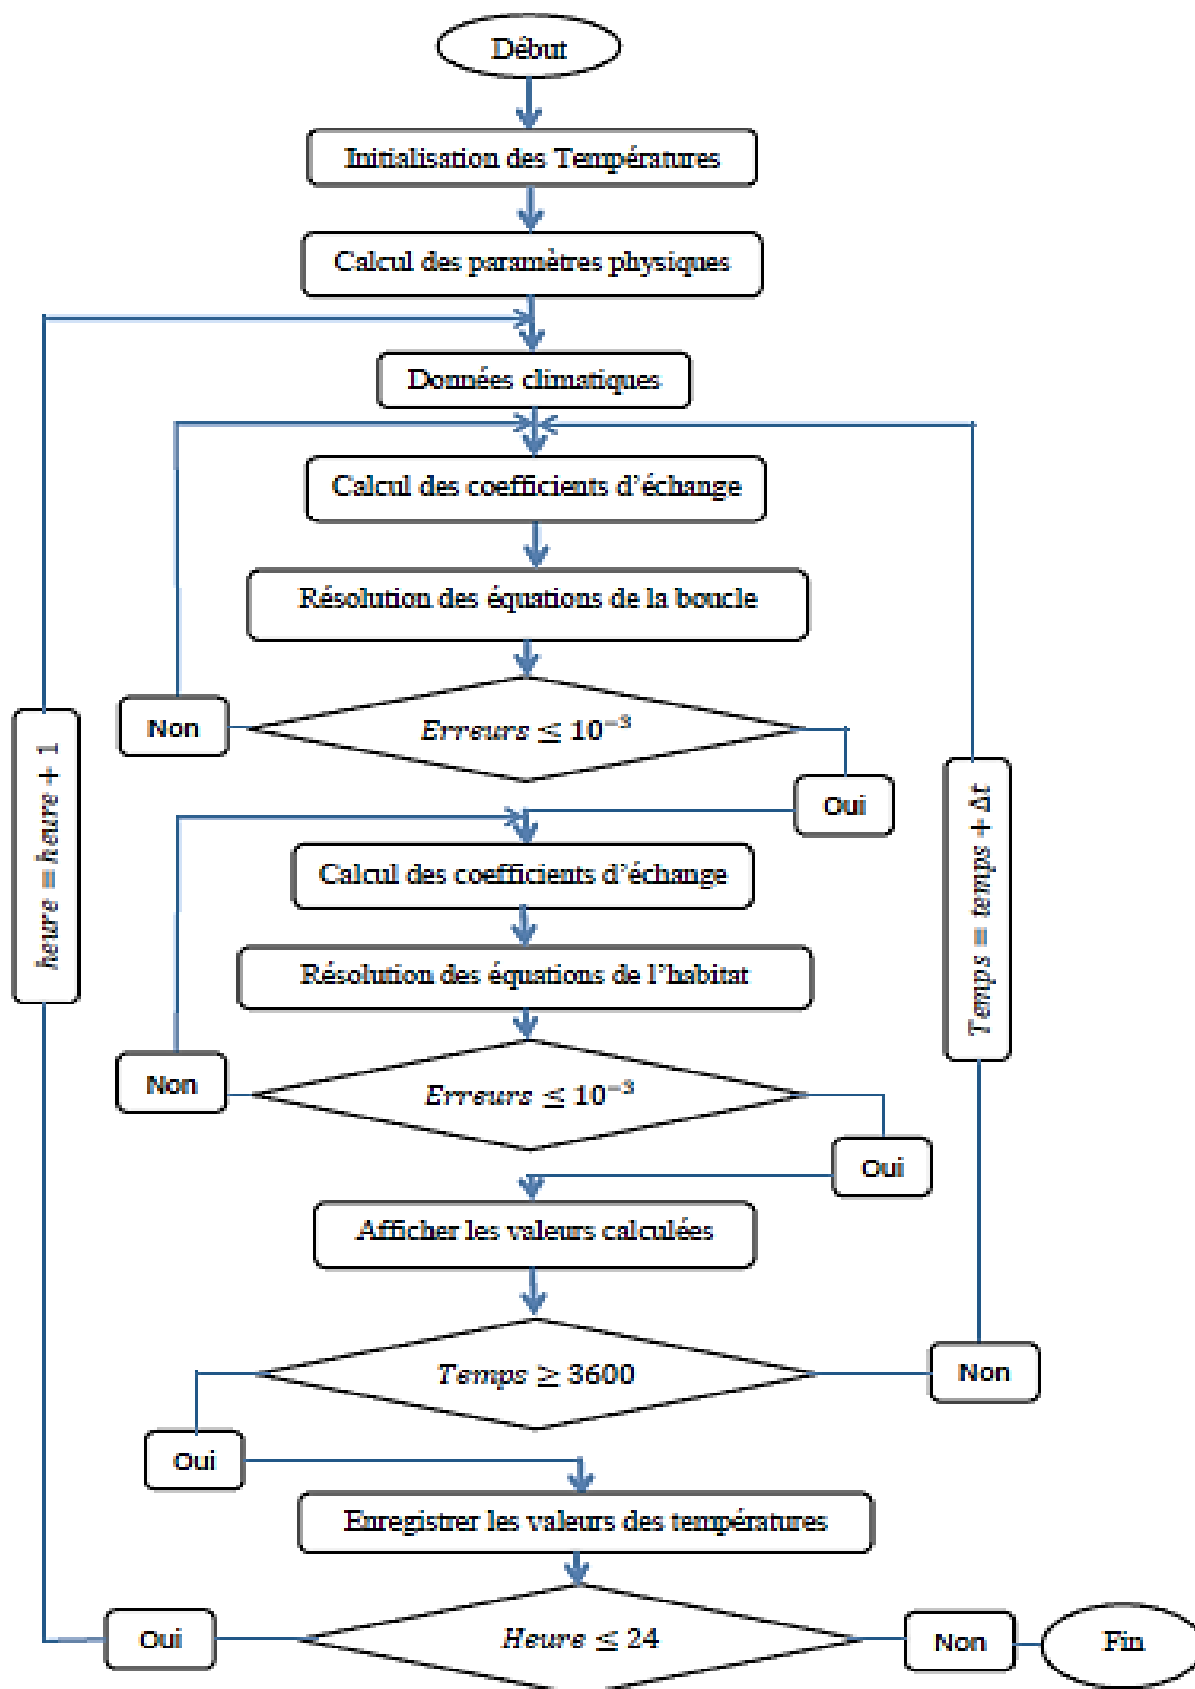 Début
Initialisation des Températures
Calcul des paramètres physiques
Données climatiques
Calcul des coefficients d'échange
Résolution des équations de la boucle
Non
Erreurs ≤ 10⁻³
Oui
heure = heure + 1
Temps = temps + Δt
Calcul des coefficients d'échange
Résolution des équations de l'habitat
Non
Erreurs ≤ 10⁻³
Oui
Afficher les valeurs calculées
Temps ≥ 3600
Non
Oui
Enregistrer les valeurs des températures
Oui
Heure ≤ 24
Non
Fin